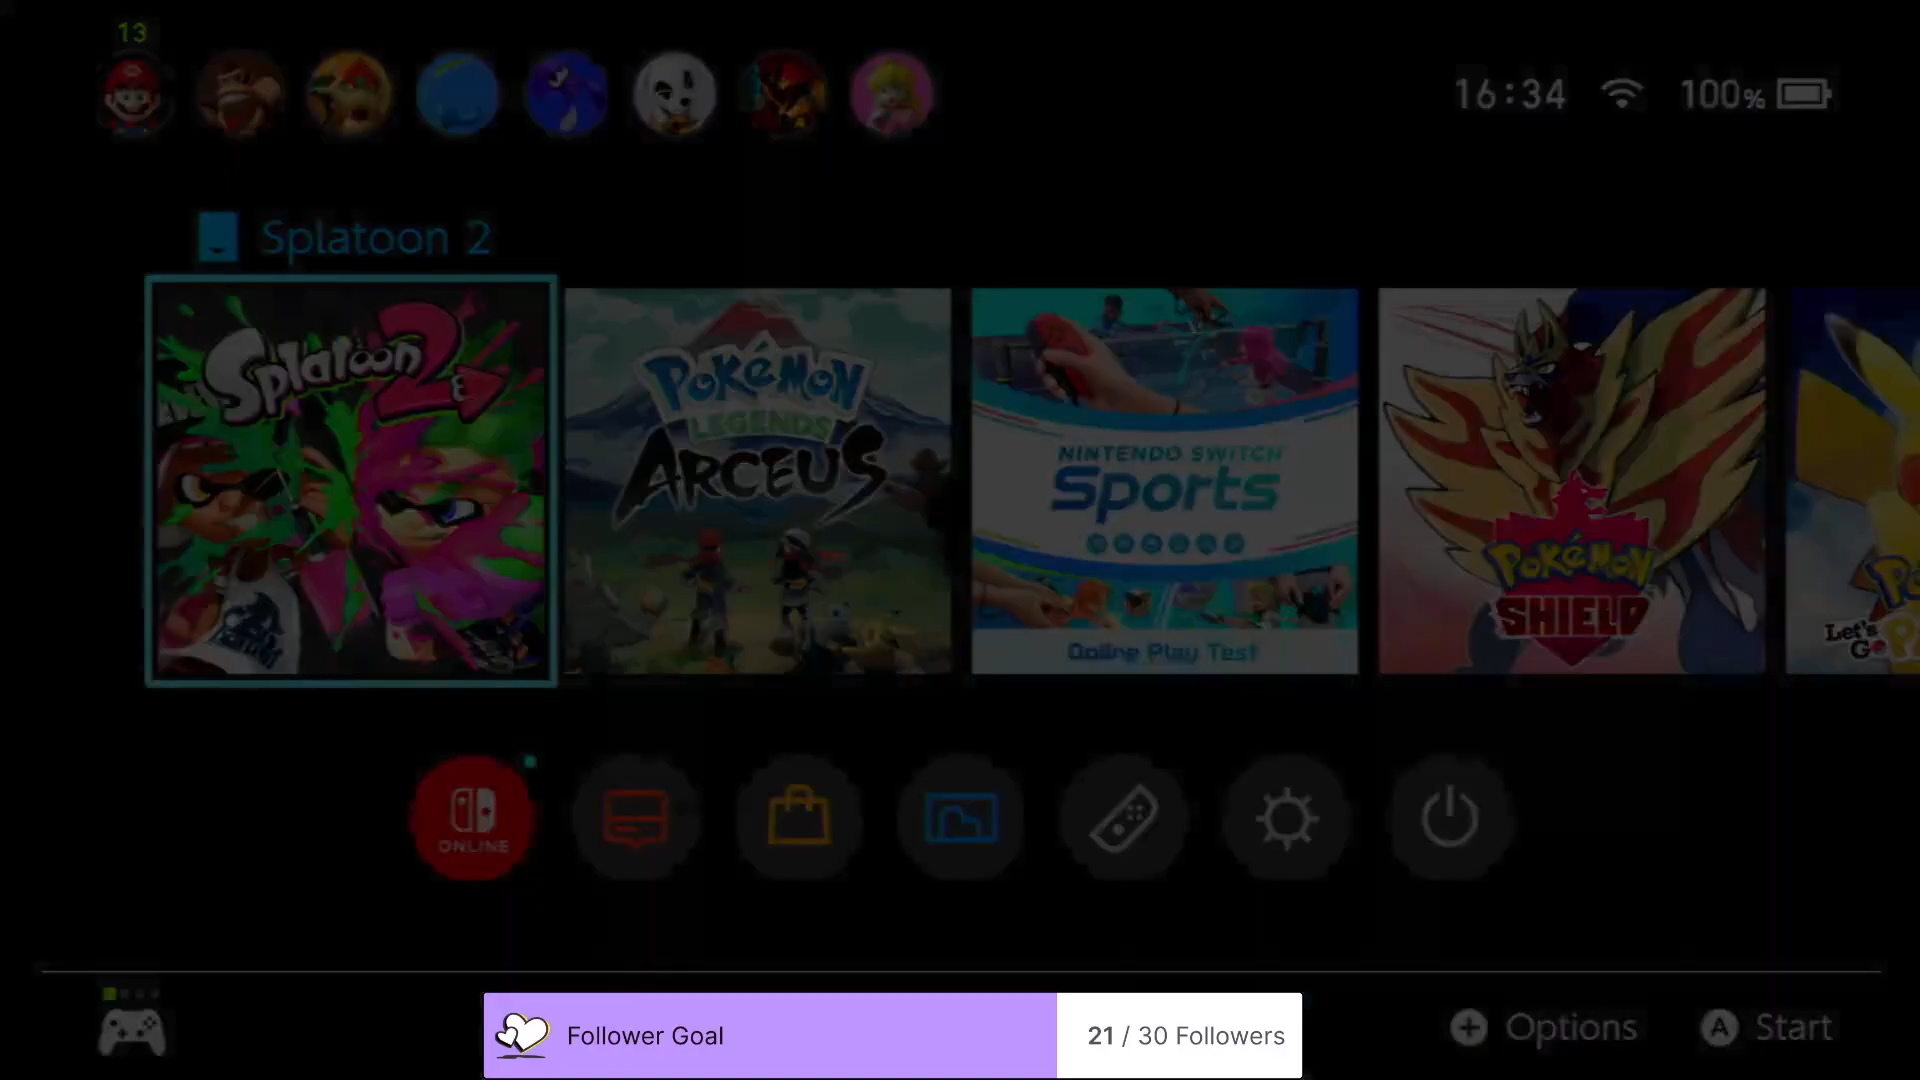 13
16:34
100%
Splatoon 2
Splatoon 2
POKéMON
LEGENDS
ARCEUS
NINTENDO SWITCH
Sports
Online Play Test
POKéMON
SHIELD
Let's
Go
ONLINE
Follower Goal
21 / 30 Followers
Options
A Start